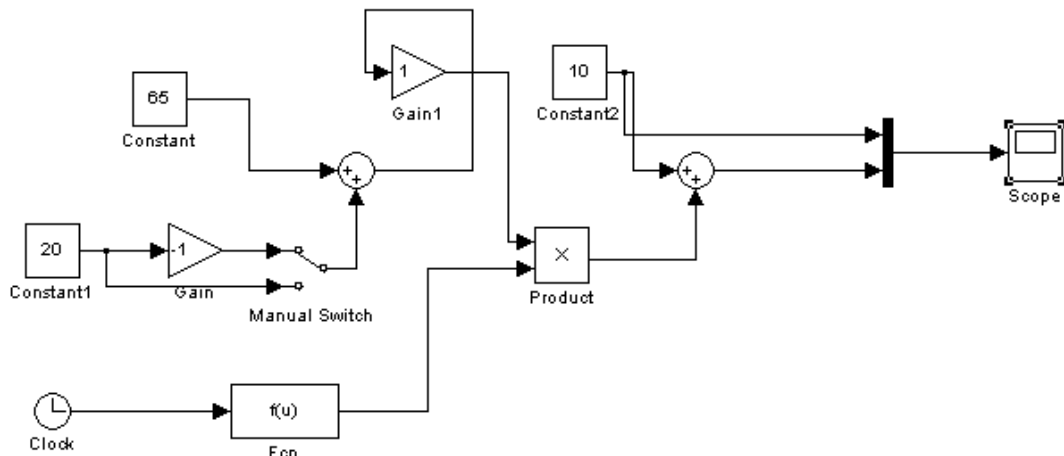 1
Gain1
10
Constant2
65
Constant
Scope
20
Constant1
-1
Gain
Manual Switch
Product
Clock
f(u)
Fcn